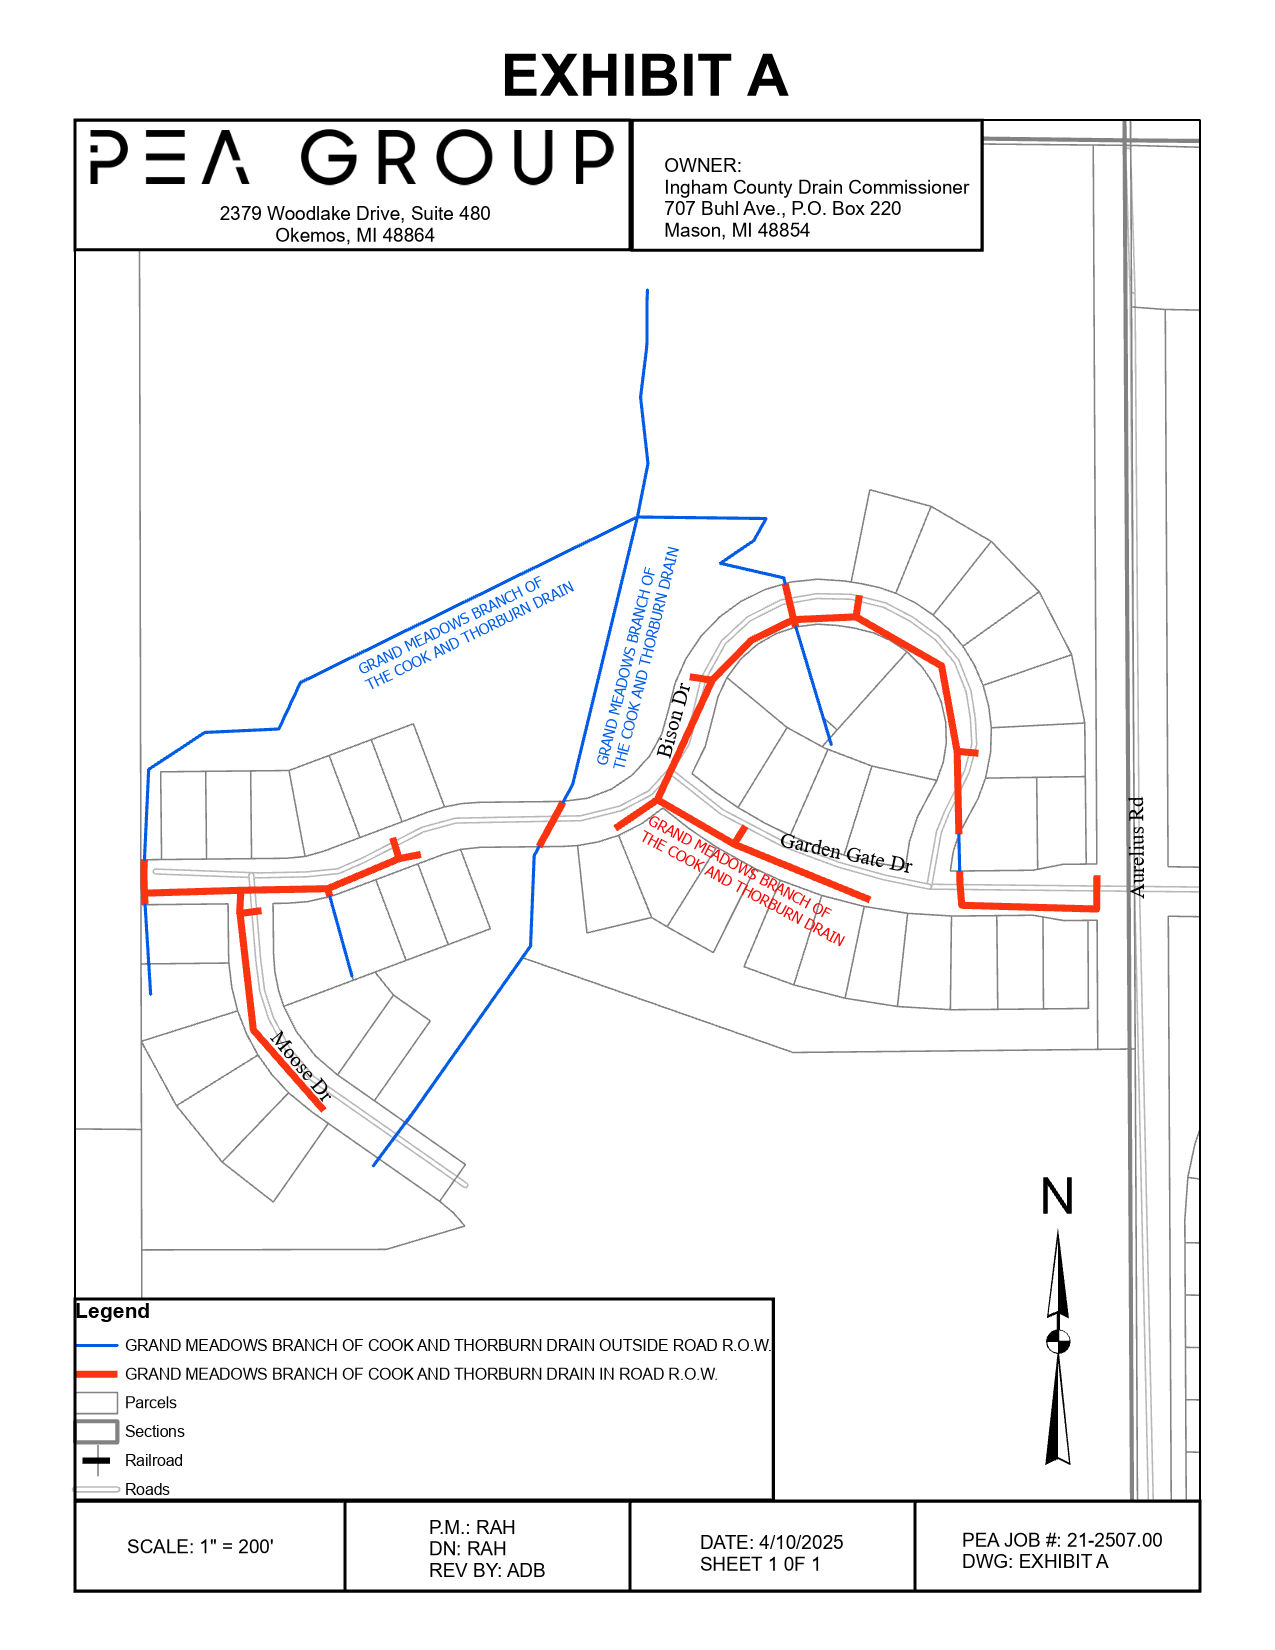 EXHIBIT A
PEA GROUP
2379 Woodlake Drive, Suite 480
Okemos, MI 48864
OWNER:
Ingham County Drain Commissioner
707 Buhl Ave., P.O. Box 220
Mason, MI 48854
GRAND MEADOWS BRANCH OF
THE COOK AND THORBURN DRAIN
GRAND MEADOWS BRANCH OF
THE COOK AND THORBURN DRAIN
Bison Dr
GRAND MEADOWS BRANCH OF
THE COOK AND THORBURN DRAIN
Garden Gate Dr
Aurelius Rd
Moose Dr
N
Legend
GRAND MEADOWS BRANCH OF COOK AND THORBURN DRAIN OUTSIDE ROAD R.O.W.
GRAND MEADOWS BRANCH OF COOK AND THORBURN DRAIN IN ROAD R.O.W.
Parcels
Sections
Railroad
Roads
SCALE: 1" = 200'
P.M.: RAH
DN: RAH
REV BY: ADB
DATE: 4/10/2025
SHEET 1 0F 1
PEA JOB #: 21-2507.00
DWG: EXHIBIT A